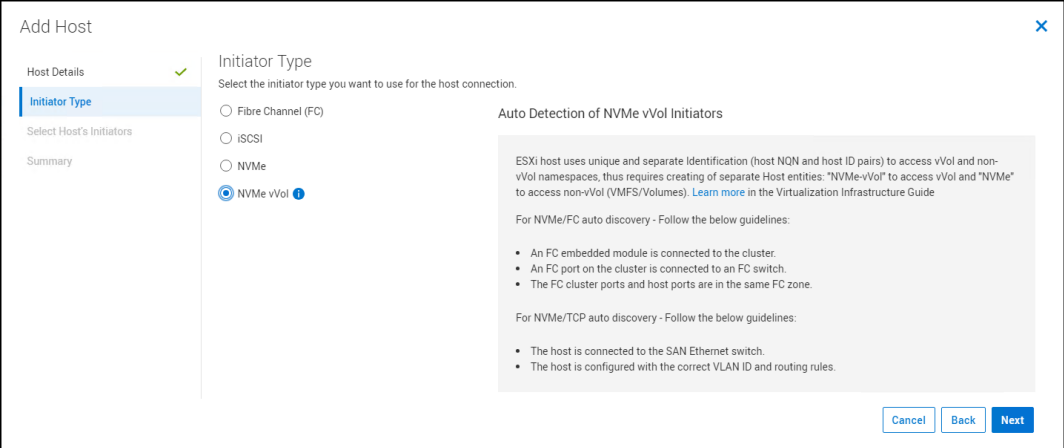 Add Host
Host Details
Initiator Type
Select Host's Initiators
Summary
Initiator Type
Select the initiator type you want to use for the host connection.
Fibre Channel (FC)
iSCSI
NVMe
NVMe vVol
Auto Detection of NVMe vVol Initiators
ESXi host uses unique and separate Identification (host NQN and host ID pairs) to access vVol and non-
vVol namespaces, thus requires creating of separate Host entities: "NVMe-vVol" to access vVol and "NVMe"
to access non-vVol (VMFS/Volumes). Learn more in the Virtualization Infrastructure Guide
For NVMe/FC auto discovery - Follow the below guidelines:
• An FC embedded module is connected to the cluster.
• An FC port on the cluster is connected to an FC switch.
• The FC cluster ports and host ports are in the same FC zone.
For NVMe/TCP auto discovery - Follow the below guidelines:
• The host is connected to the SAN Ethernet switch.
• The host is configured with the correct VLAN ID and routing rules.
Cancel
Back
Next